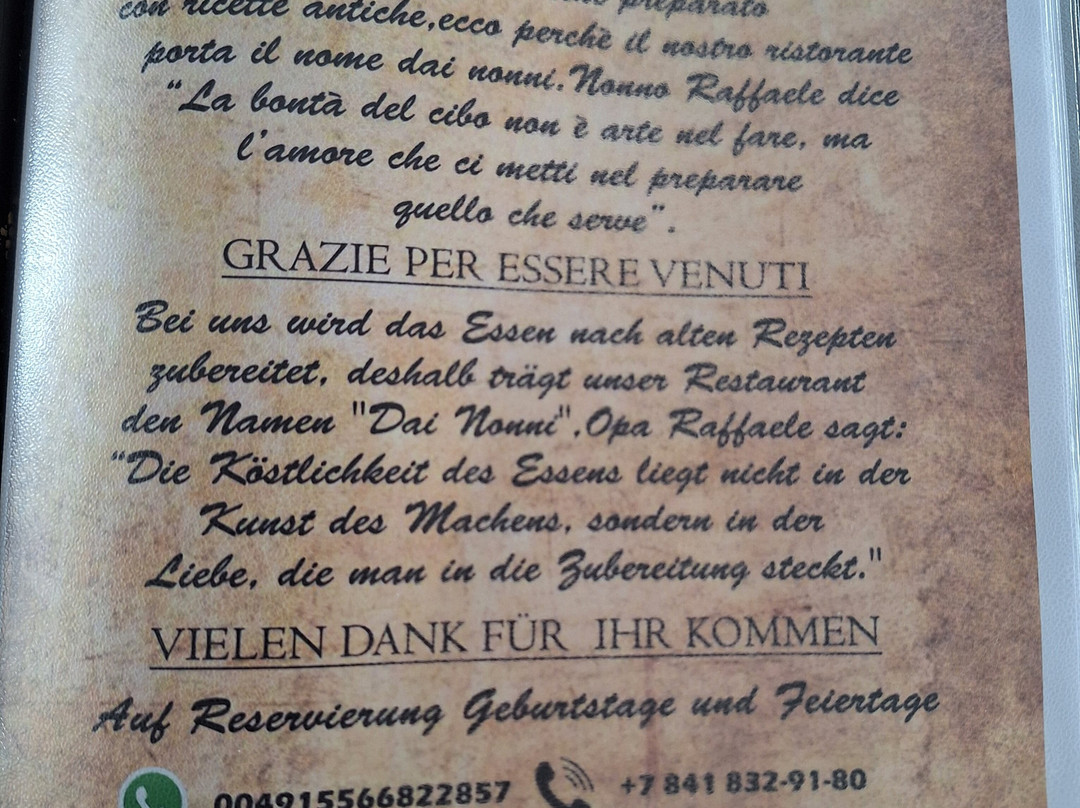 preparato
con ricette antiche,ecco perchè il nostro ristorante
porta il nome dai nonni.Nonno Raffaele dice
"La bontà del cibo non è arte nel fare, ma
l'amore che ci metti nel preparare
quello che serve".
GRAZIE PER ESSERE VENUTI
Bei uns wird das Essen nach alten Rezepten
zubereitet, deshalb trägt unser Restaurant
den Namen "Dai Nonni".Opa Raffaele sagt:
"Die Köstlichkeit des Essens liegt nicht in der
Kunst des Machens, sondern in der
Liebe, die man in die Zubereitung steckt."
VIELEN DANK FÜR IHR KOMMEN
Auf Reservierung Geburtstage und Feiertage
004915566822857 +7 841 832-91-80